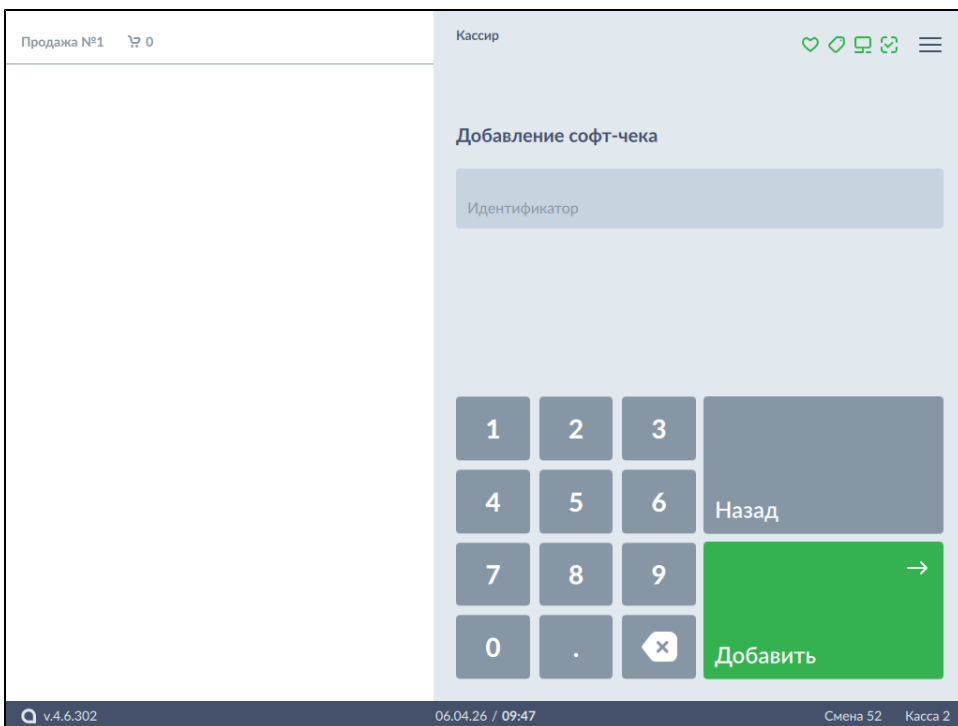 Продажа №1 0
Кассир
Добавление софт-чека
Идентификатор
1 2 3
4 5 6
Назад
7 8 9
0 .
Добавить
v.4.6.302 06.04.26 / 09:47 Смена 52 Касса 2